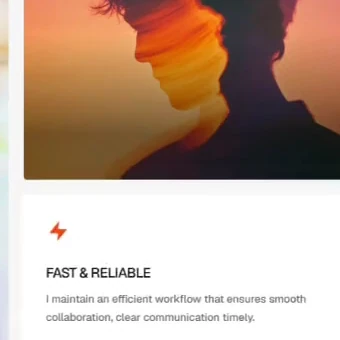 FAST & RELIABLE
I maintain an efficient workflow that ensures smooth
collaboration, clear communication timely.